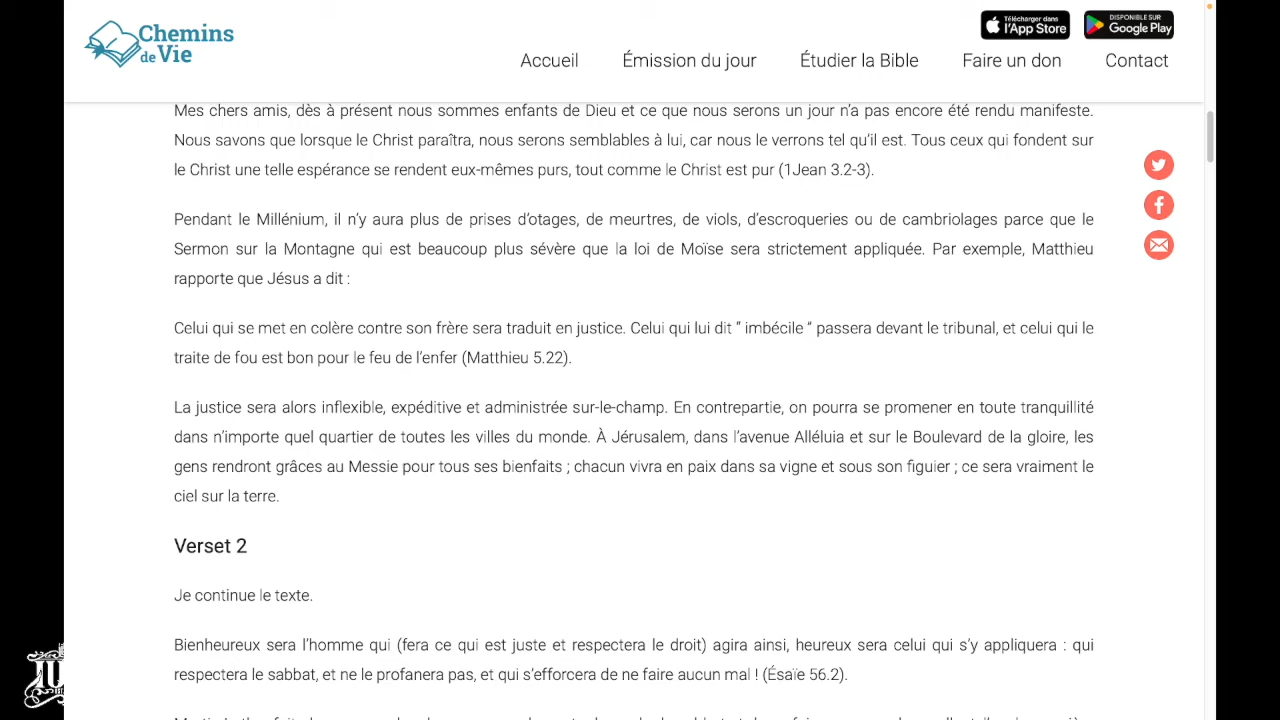 Chemins
de Vie
Télécharger dans
l'App Store
DISPONIBLE SUR
Google Play
Accueil
Émission du jour
Étudier la Bible
Faire un don
Contact
Mes chers amis, dès à présent nous sommes enfants de Dieu et ce que nous serons un jour n’a pas encore été rendu manifeste.
Nous savons que lorsque le Christ paraîtra, nous serons semblables à lui, car nous le verrons tel qu’il est. Tous ceux qui fondent sur
le Christ une telle espérance se rendent eux-mêmes purs, tout comme le Christ est pur (1Jean 3.2-3).
Pendant le Millénium, il n’y aura plus de prises d’otages, de meurtres, de viols, d’escroqueries ou de cambriolages parce que le
Sermon sur la Montagne qui est beaucoup plus sévère que la loi de Moïse sera strictement appliquée. Par exemple, Matthieu
rapporte que Jésus a dit :
Celui qui se met en colère contre son frère sera traduit en justice. Celui qui lui dit ” imbécile “ passera devant le tribunal, et celui qui le
traite de fou est bon pour le feu de l’enfer (Matthieu 5.22).
La justice sera alors inflexible, expéditive et administrée sur-le-champ. En contrepartie, on pourra se promener en toute tranquillité
dans n’importe quel quartier de toutes les villes du monde. À Jérusalem, dans l’avenue Alléluia et sur le Boulevard de la gloire, les
gens rendront grâces au Messie pour tous ses bienfaits ; chacun vivra en paix dans sa vigne et sous son figuier ; ce sera vraiment le
ciel sur la terre.
Verset 2
Je continue le texte.
Bienheureux sera l’homme qui (fera ce qui est juste et respectera le droit) agira ainsi, heureux sera celui qui s’y appliquera : qui
respectera le sabbat, et ne le profanera pas, et qui s’efforcera de ne faire aucun mal ! (Ésaïe 56.2).